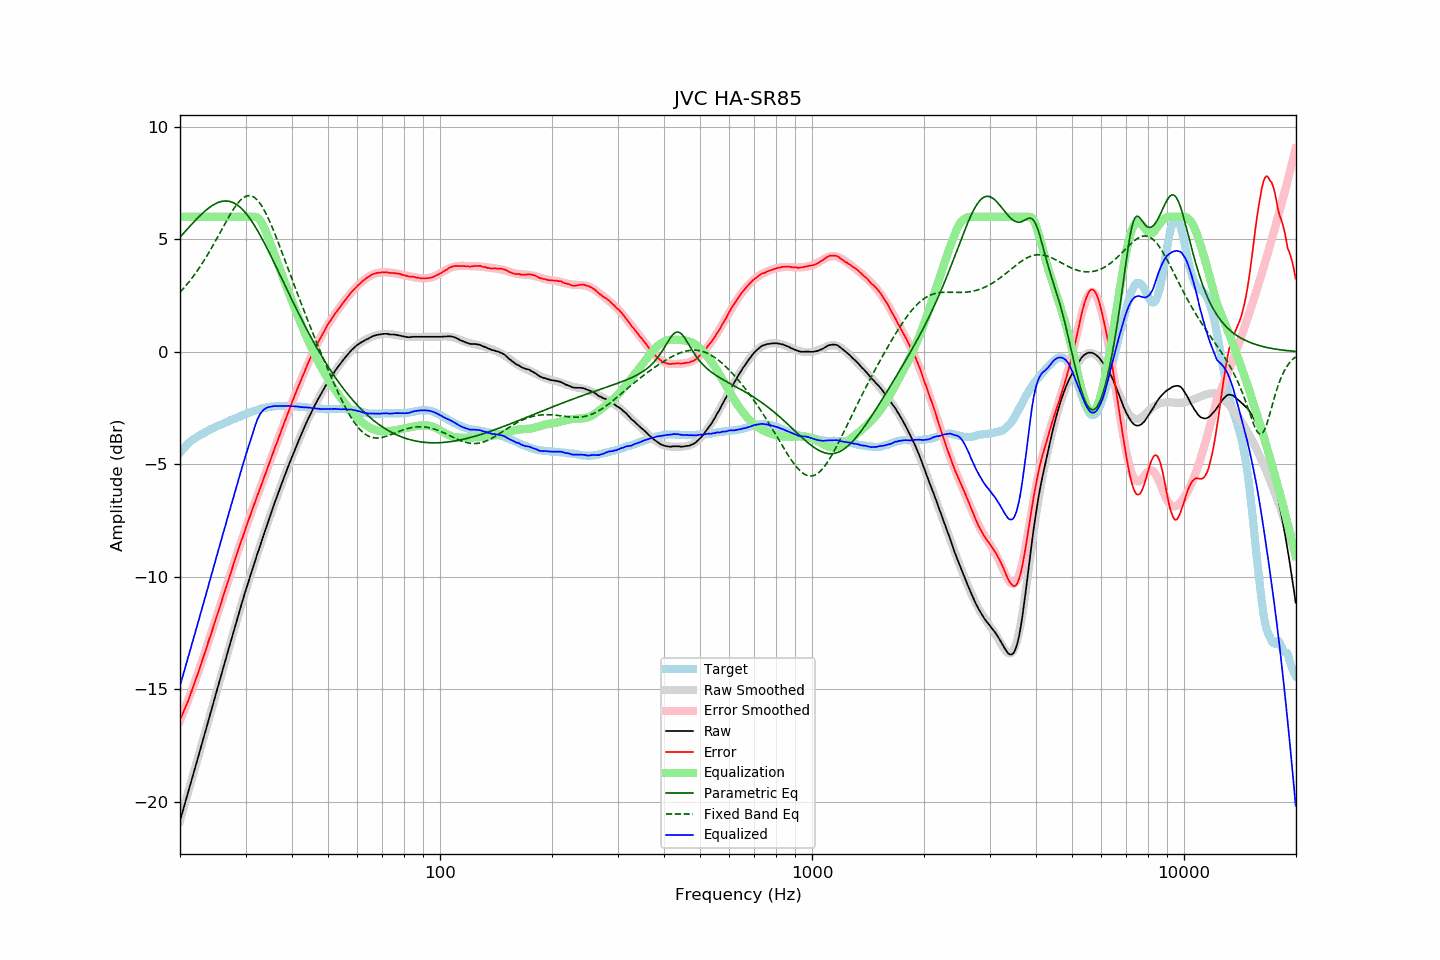 JVC HA-SR85
10
5
0
−5
−10
−15
−20
Amplitude (dBr)
Target
Raw Smoothed
Error Smoothed
Raw
Error
Equalization
Parametric Eq
Fixed Band Eq
Equalized
100
1000
10000
Frequency (Hz)